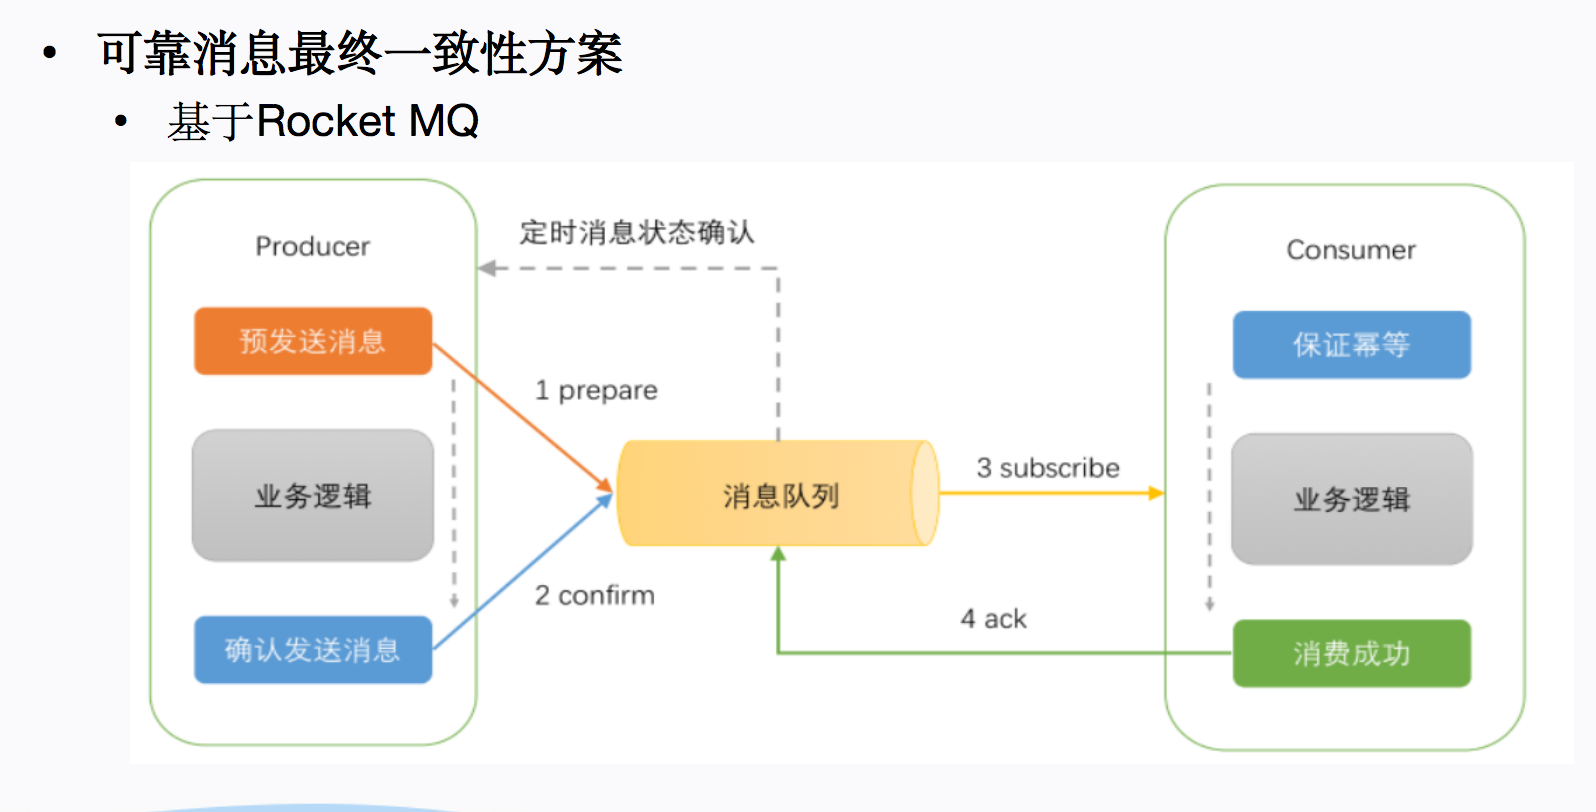 • 可靠消息最终一致性方案
• 基于Rocket MQ
Producer
预发送消息
业务逻辑
确认发送消息
定时消息状态确认
1 prepare
2 confirm
消息队列
3 subscribe
4 ack
Consumer
保证幂等
业务逻辑
消费成功